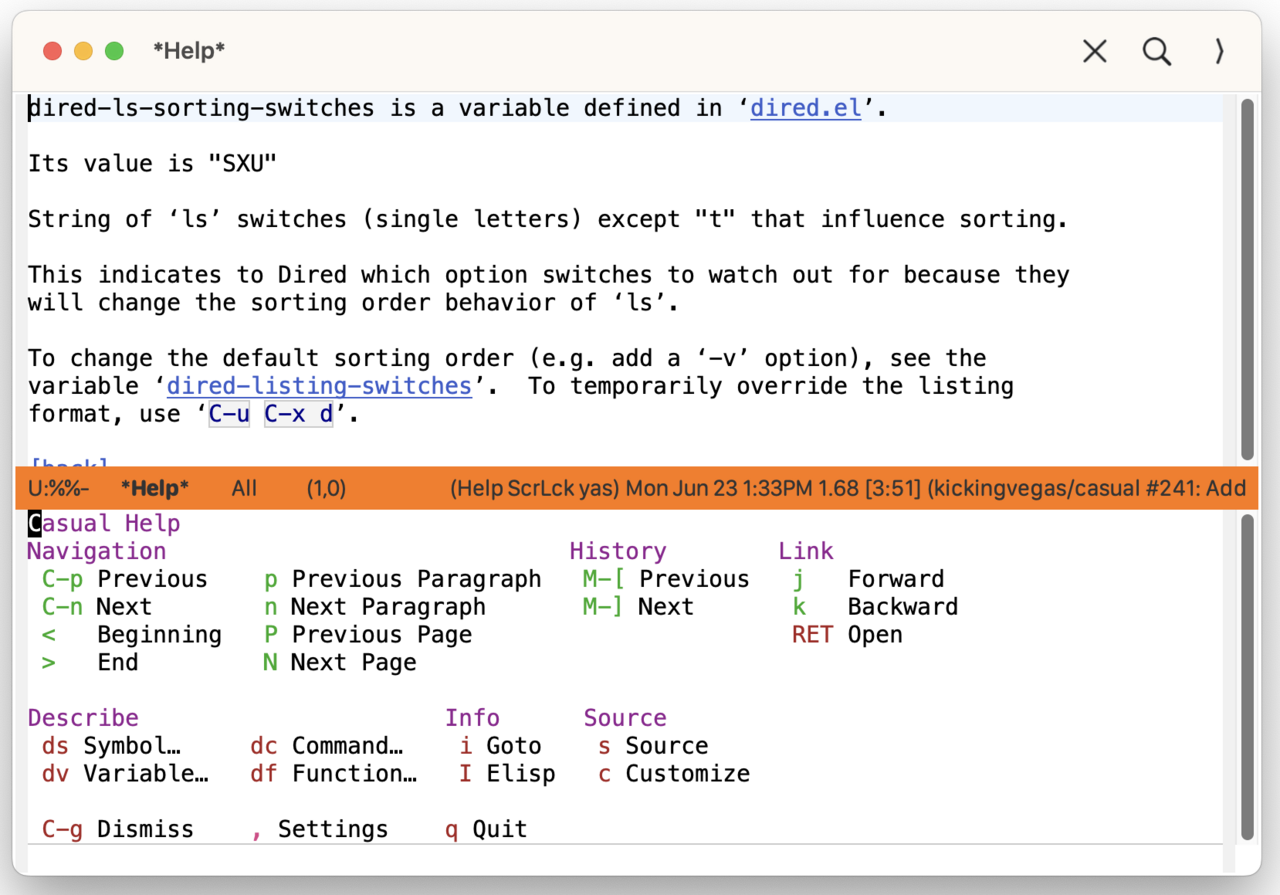 *Help*
dired-ls-sorting-switches is a variable defined in ‘dired.el’.
Its value is "SXU"
String of ‘ls’ switches (single letters) except "t" that influence sorting.
This indicates to Dired which option switches to watch out for because they
will change the sorting order behavior of ‘ls’.
To change the default sorting order (e.g. add a ‘-v’ option), see the
variable ‘dired-listing-switches’.  To temporarily override the listing
format, use ‘C-u C-x d’.
[back]
U:%%-  *Help*  All  (1,0)  (Help ScrLck yas) Mon Jun 23 1:33PM 1.68 [3:51] (kickingvegas/casual #241: Add
Casual Help
Navigation  History  Link
C-p Previous  p Previous Paragraph  M-[ Previous  j Forward
C-n Next  n Next Paragraph  M-] Next  k Backward
< Beginning  P Previous Page  RET Open
> End  N Next Page
Describe  Info  Source
ds Symbol…  dc Command…  i Goto  s Source
dv Variable…  df Function…  I Elisp  c Customize
C-g Dismiss  , Settings  q Quit